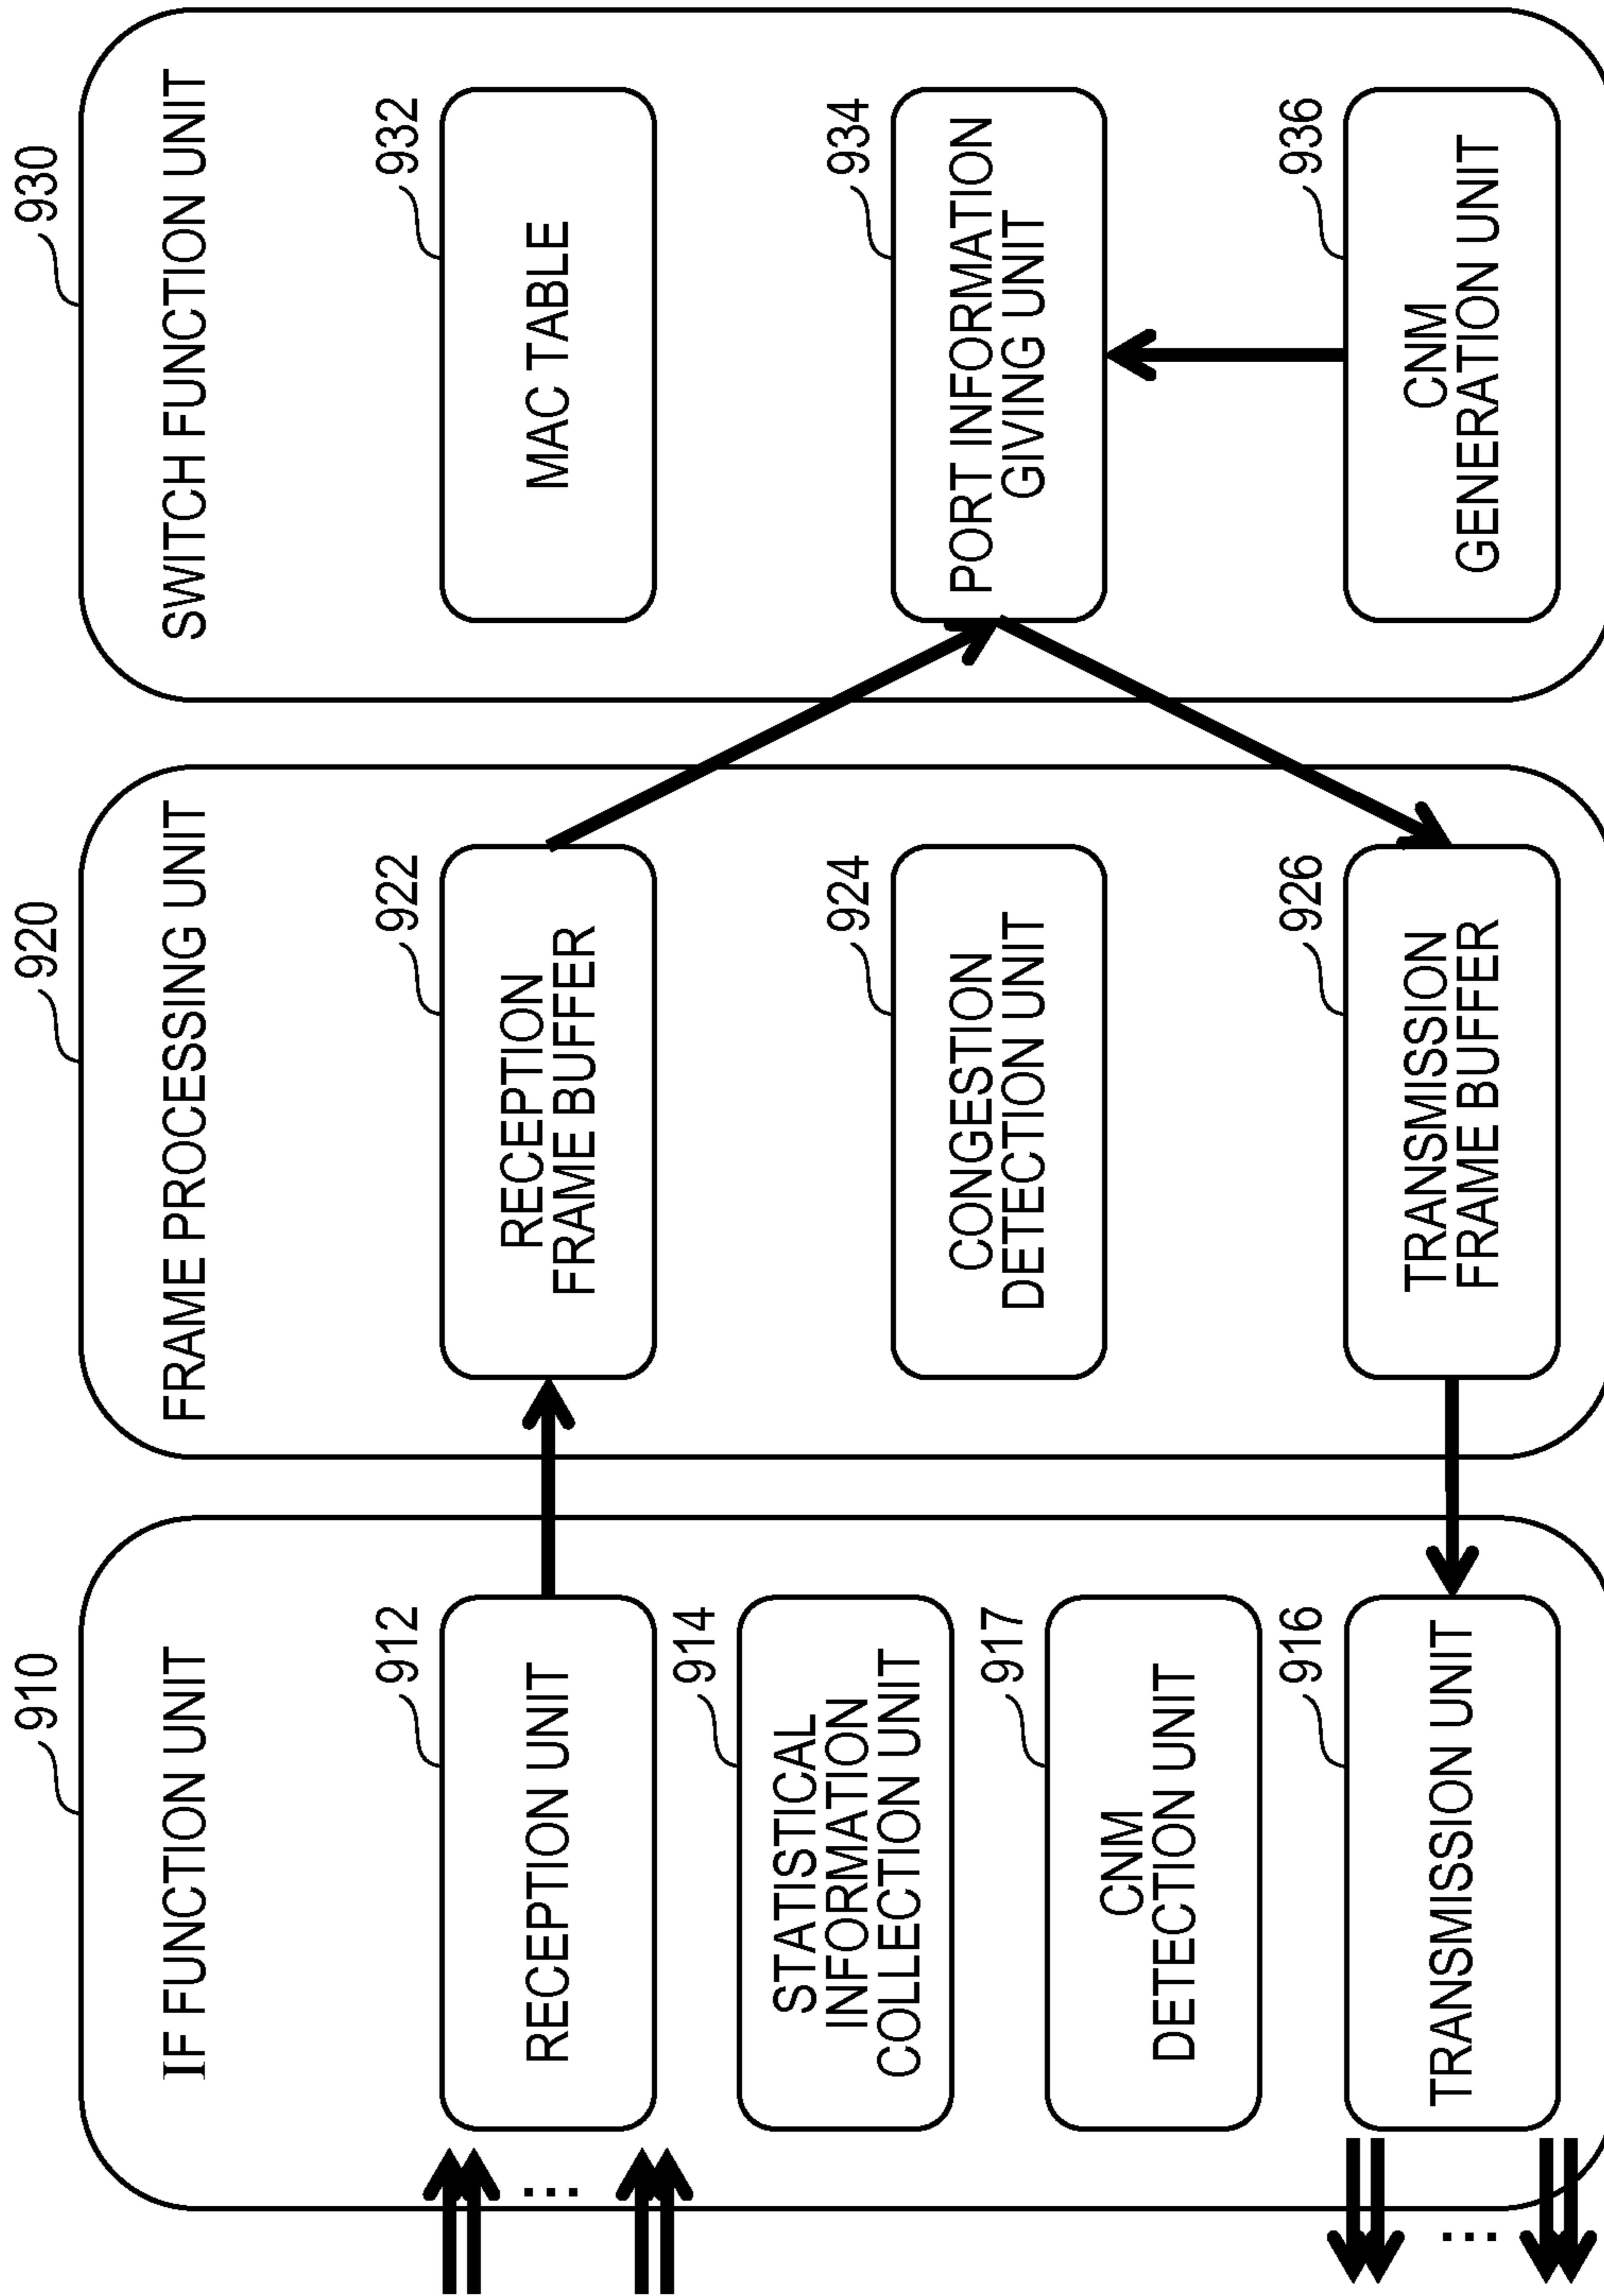 910
IF FUNCTION UNIT
912
RECEPTION UNIT
914
STATISTICAL
INFORMATION
COLLECTION UNIT
917
CNM
DETECTION UNIT
916
TRANSMISSION UNIT
920
FRAME PROCESSING UNIT
922
RECEPTION
FRAME BUFFER
924
CONGESTION
DETECTION UNIT
926
TRANSMISSION
FRAME BUFFER
930
SWITCH FUNCTION UNIT
932
MAC TABLE
934
PORT INFORMATION
GIVING UNIT
936
CNM
GENERATION UNIT